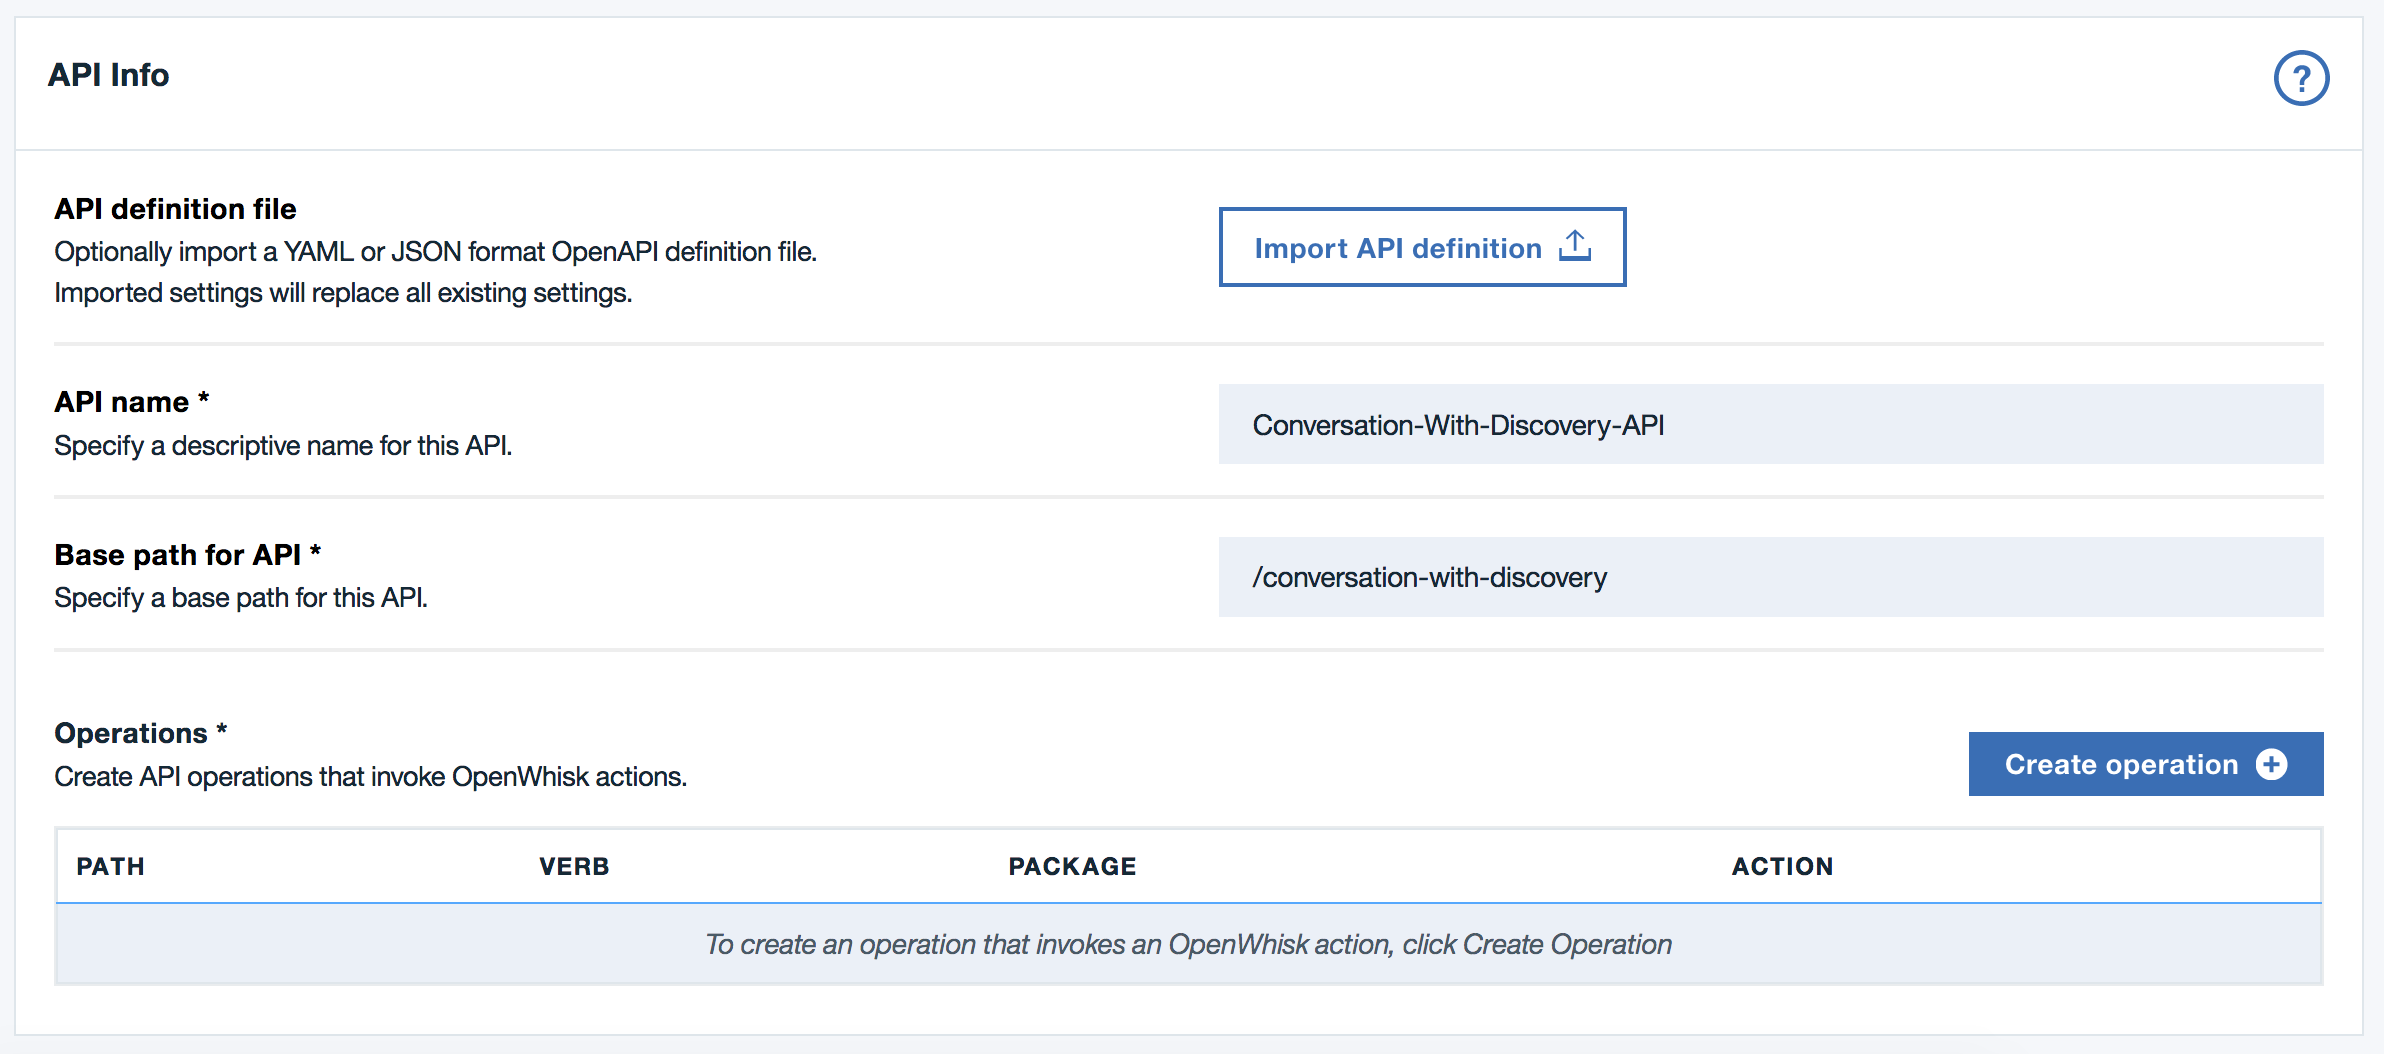 API Info
?
API definition file
Optionally import a YAML or JSON format OpenAPI definition file.
Imported settings will replace all existing settings.
Import API definition
API name *
Specify a descriptive name for this API.
Conversation-With-Discovery-API
Base path for API *
Specify a base path for this API.
/conversation-with-discovery
Operations *
Create API operations that invoke OpenWhisk actions.
Create operation
PATH VERB PACKAGE ACTION
To create an operation that invokes an OpenWhisk action, click Create Operation